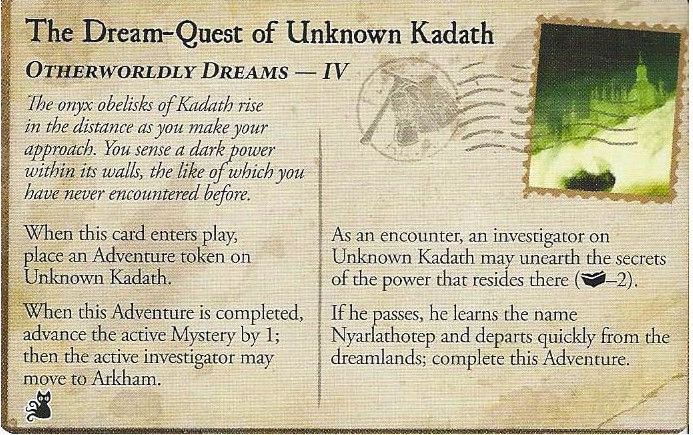 The Dream-Quest of Unknown Kadath
Otherworldly Dreams — IV
The onyx obelisks of Kadath rise
in the distance as you make your
approach. You sense a dark power
within its walls, the like of which you
have never encountered before.
When this card enters play,
place an Adventure token on
Unknown Kadath.
When this Adventure is completed,
advance the active Mystery by 1;
then the active investigator may
move to Arkham.
As an encounter, an investigator on
Unknown Kadath may unearth the secrets
of the power that resides there (–2).
If he passes, he learns the name
Nyarlathotep and departs quickly from the
dreamlands; complete this Adventure.